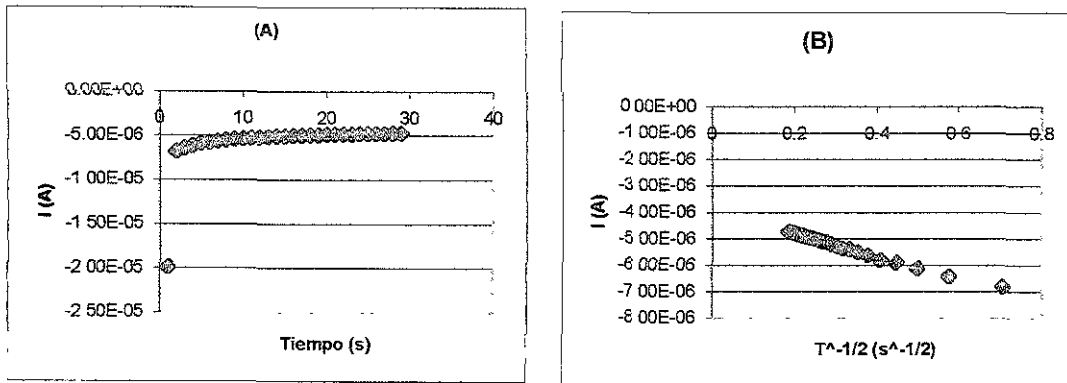 (A)
0.00E+00
0
10
20
30
40
-5.00E-06
-1 00E-05
-1 50E-05
-2 00E-05
-2 50E-05
I (A)
Tiempo (s)
(B)
0 00E+00
0
0.2
0.4
0.6
0.8
-1 00E-06
-2 00E-06
-3 00E-06
-4 00E-06
-5 00E-06
-6 00E-06
-7 00E-06
-8 00E-06
I (A)
T^-1/2 (s^-1/2)